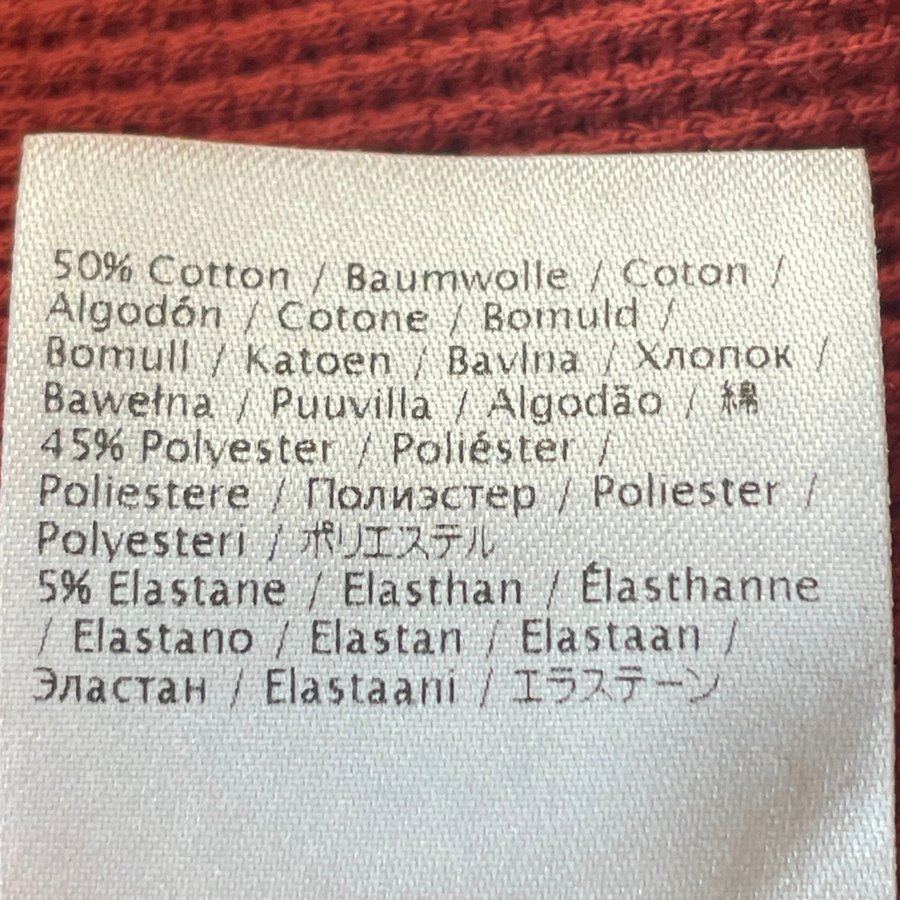 50% Cotton / Baumwolle / Coton /
Algodón / Cotone / Bomuld /
Bomull / Katoen / Bavlna / Хлопок /
Bawełna / Puuvilla / Algodão / 綿
45% Polyester / Poliéster /
Poliestere / Полиэстер / Poliester /
Polyesteri / ポリエステル
5% Elastane / Elasthan / Élasthanne
/ Elastano / Elastan / Elastaan /
Эластан / Elastaani / エラステーン